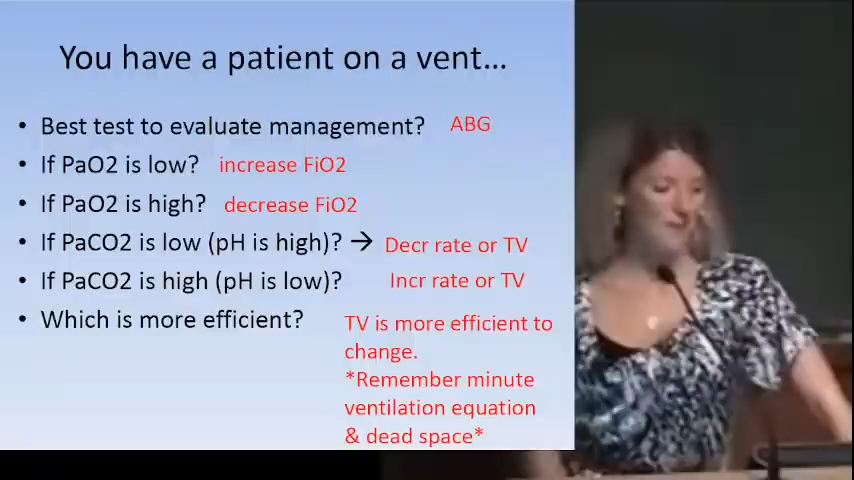 You have a patient on a vent...
• Best test to evaluate management? ABG
• If PaO2 is low? increase FiO2
• If PaO2 is high? decrease FiO2
• If PaCO2 is low (pH is high)? → Decr rate or TV
• If PaCO2 is high (pH is low)? Incr rate or TV
• Which is more efficient? TV is more efficient to
change.
*Remember minute
ventilation equation
& dead space*